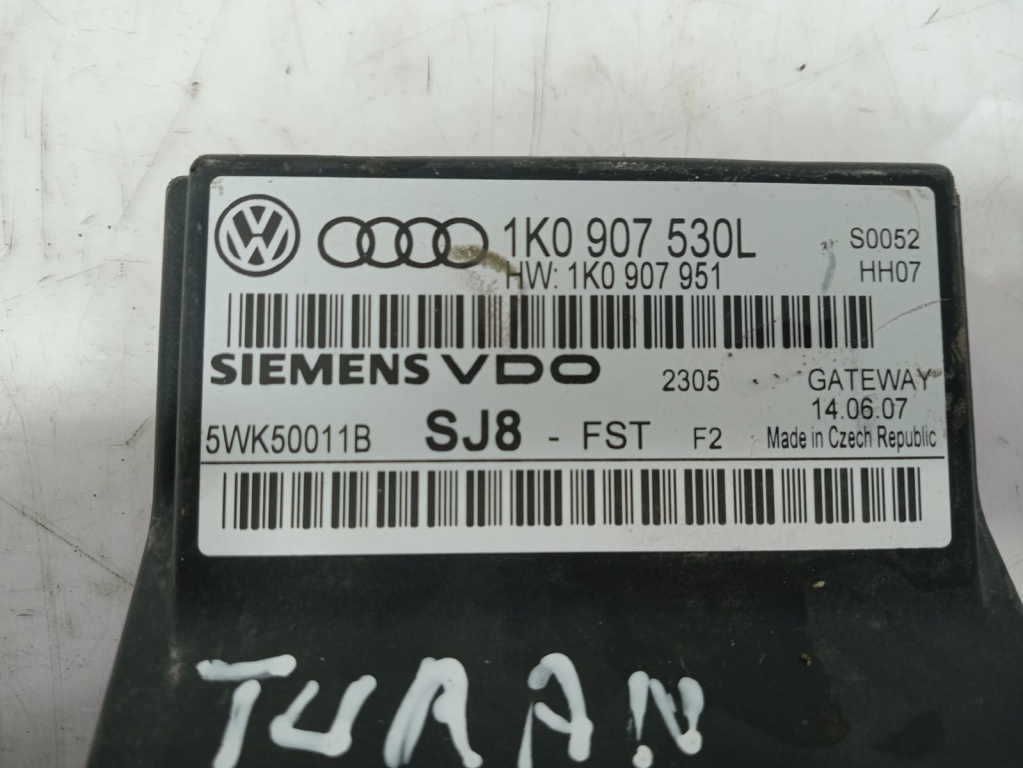 1K0 907 530L S0052
HW: 1K0 907 951 HH07
SIEMENS VDO 2305 GATEWAY
14.06.07
5WK50011B SJ8 - FST F2 Made in Czech Republic
TURAN